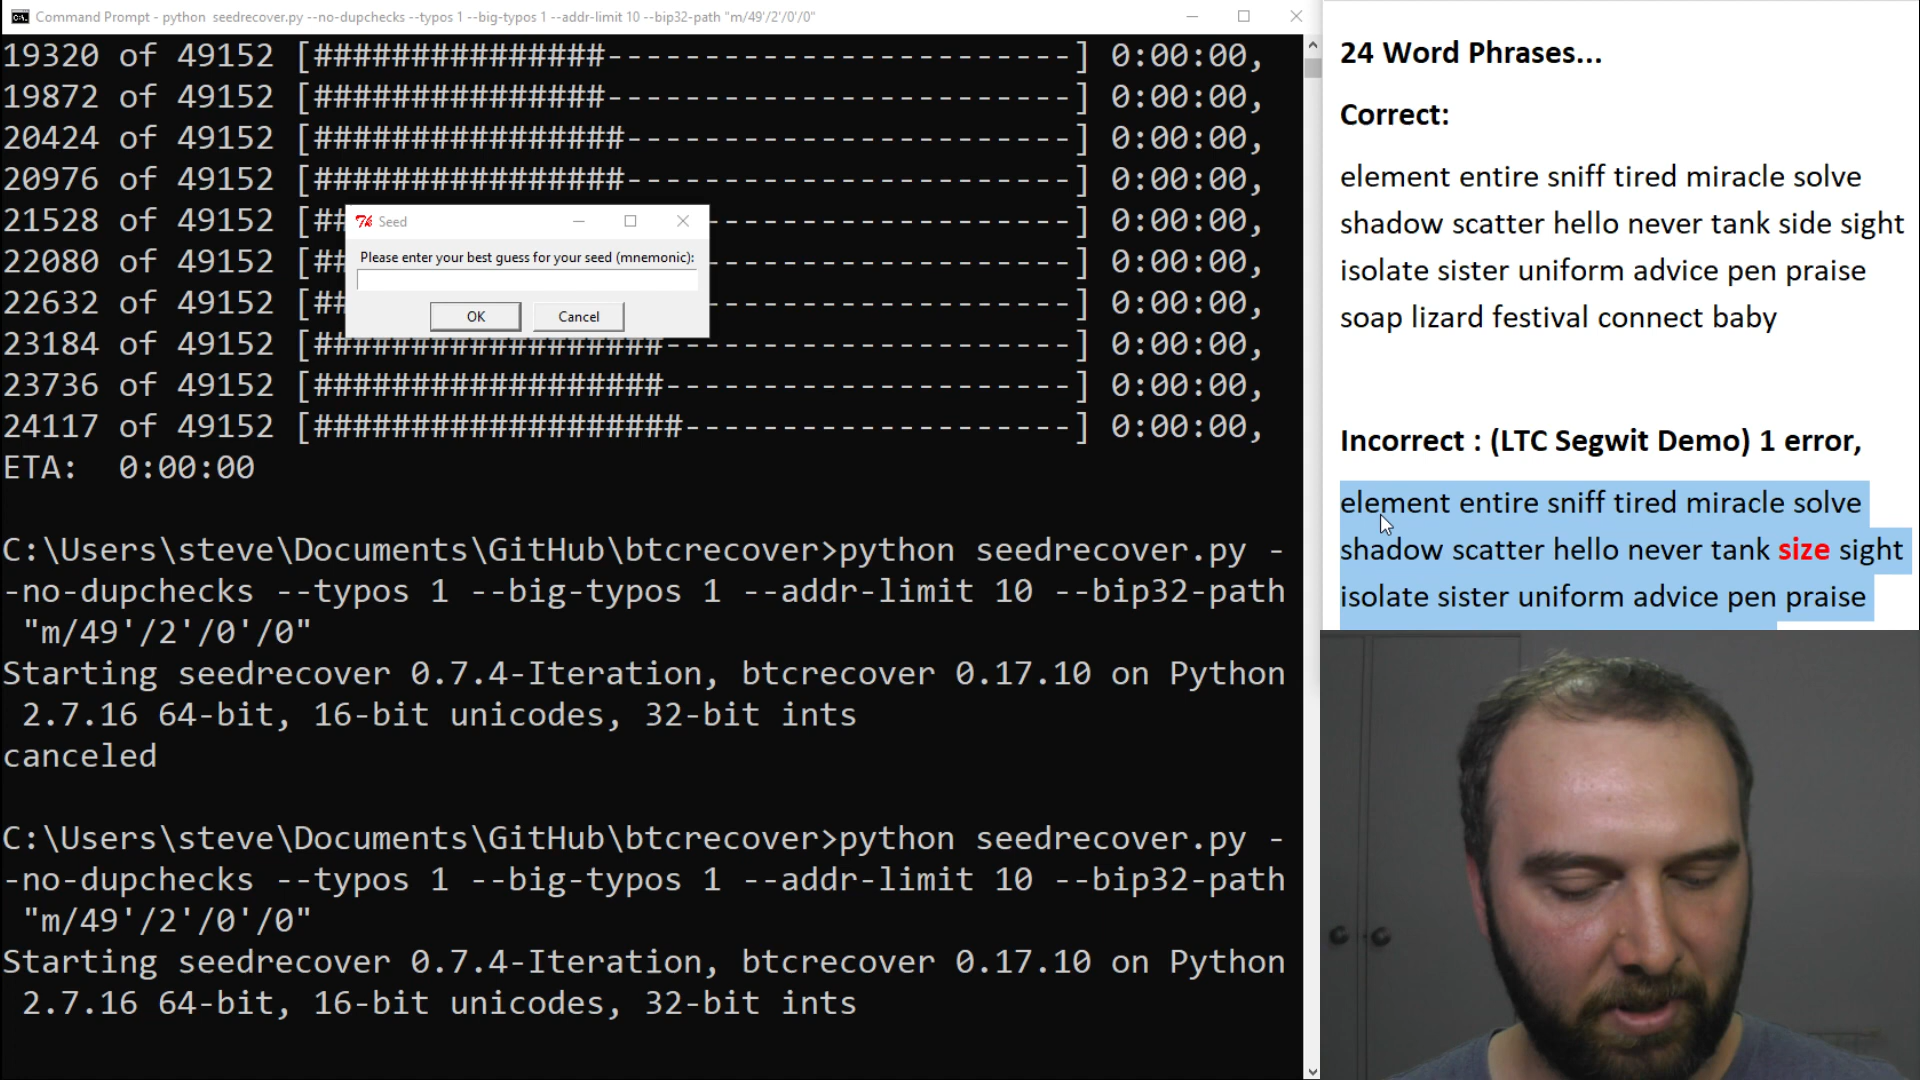 Command Prompt - python  seedrecover.py --no-dupchecks --typos 1 --big-typos 1 --addr-limit 10 --bip32-path "m/49'/2'/0'/0"
19320 of 49152 [###############------------------------] 0:00:00,
19872 of 49152 [###############------------------------] 0:00:00,
20424 of 49152 [################-----------------------] 0:00:00,
20976 of 49152 [################-----------------------] 0:00:00,
21528 of 49152 [##-------------------] 0:00:00,
22080 of 49152 [##-------------------] 0:00:00,
22632 of 49152 [##-------------------] 0:00:00,
23184 of 49152 [##################---------------------] 0:00:00,
23736 of 49152 [##################---------------------] 0:00:00,
24117 of 49152 [###################--------------------] 0:00:00,
ETA:  0:00:00
Seed
Please enter your best guess for your seed (mnemonic):
OK Cancel
C:\Users\steve\Documents\GitHub\btcrecover>python seedrecover.py -
-no-dupchecks --typos 1 --big-typos 1 --addr-limit 10 --bip32-path
"m/49'/2'/0'/0"
Starting seedrecover 0.7.4-Iteration, btcrecover 0.17.10 on Python
2.7.16 64-bit, 16-bit unicodes, 32-bit ints
canceled
C:\Users\steve\Documents\GitHub\btcrecover>python seedrecover.py -
-no-dupchecks --typos 1 --big-typos 1 --addr-limit 10 --bip32-path
"m/49'/2'/0'/0"
Starting seedrecover 0.7.4-Iteration, btcrecover 0.17.10 on Python
2.7.16 64-bit, 16-bit unicodes, 32-bit ints
24 Word Phrases...
Correct:
element entire sniff tired miracle solve
shadow scatter hello never tank side sight
isolate sister uniform advice pen praise
soap lizard festival connect baby
Incorrect : (LTC Segwit Demo) 1 error,
element entire sniff tired miracle solve
shadow scatter hello never tank size sight
isolate sister uniform advice pen praise